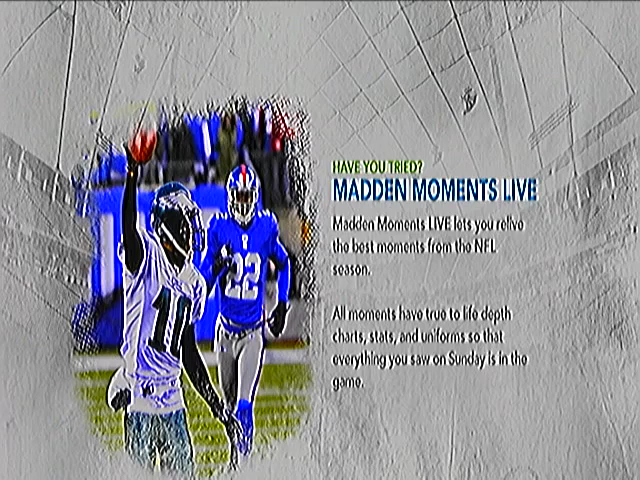 HAVE YOU TRIED?
MADDEN MOMENTS LIVE
Madden Moments LIVE lets you relive
the best moments from the NFL
season.
All moments have true to life depth
charts, stats, and uniforms so that
everything you saw on Sunday is in the
game.
22
10